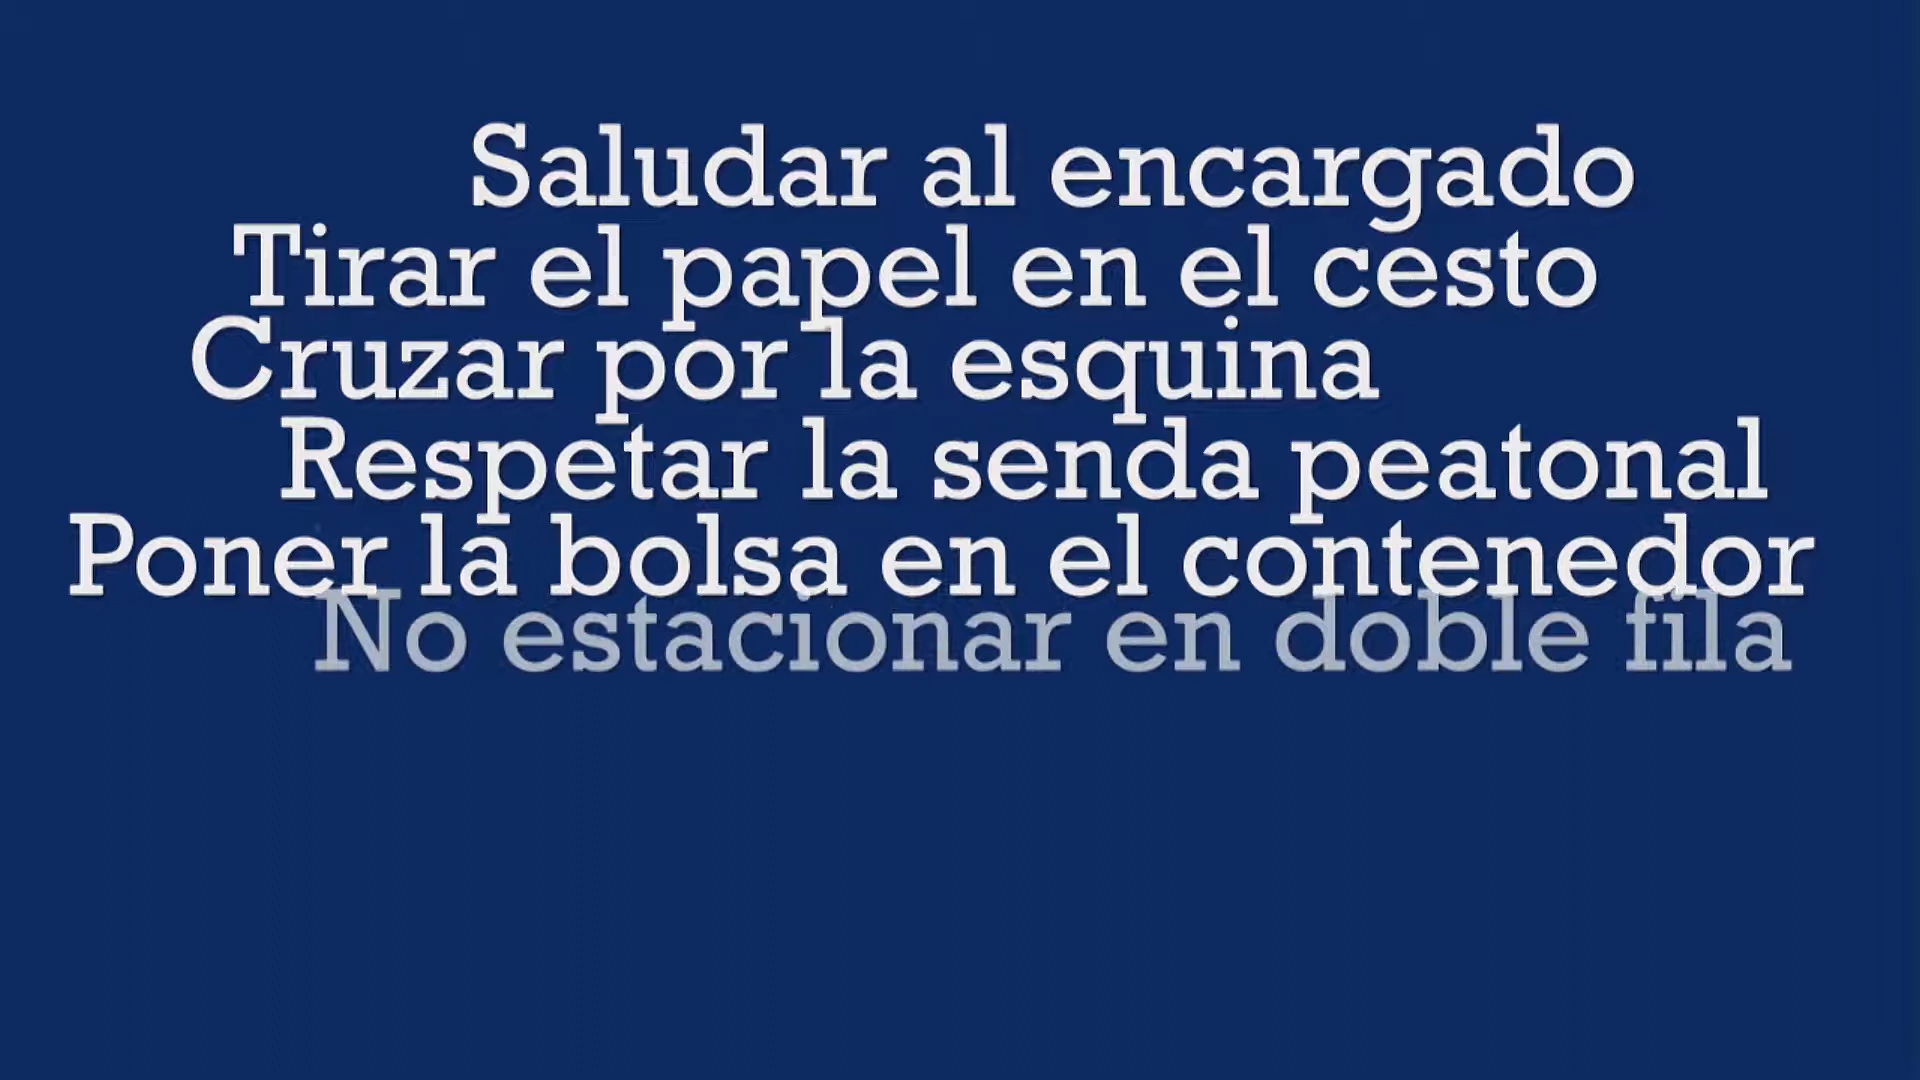 Saludar al encargado
Tirar el papel en el cesto
Cruzar por la esquina
Respetar la senda peatonal
Poner la bolsa en el contenedor
No estacionar en doble fila